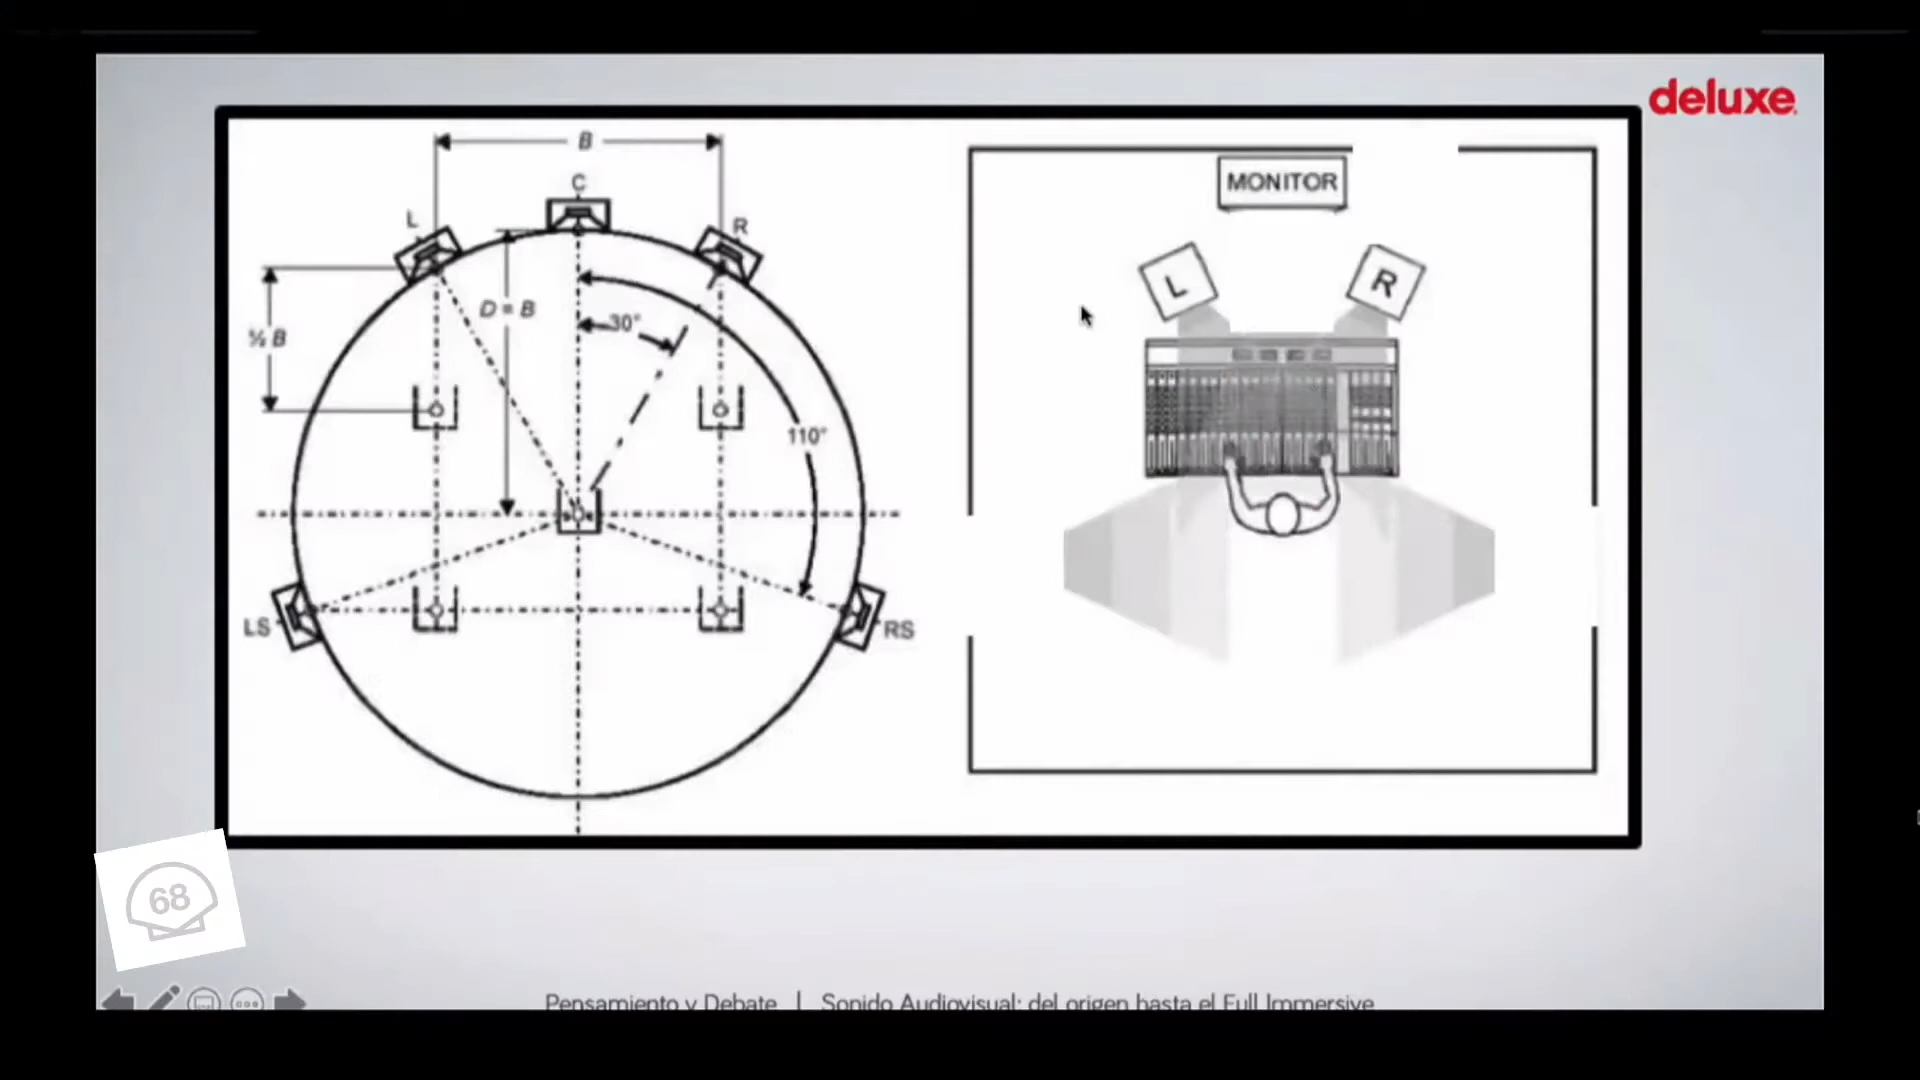 deluxe
B
C
L
R
MONITOR
L
R
D = B
30°
½ B
110°
LS
RS
68
Pensamiento y Debate | Sonido Audiovisual: del origen hasta el Full Immersive